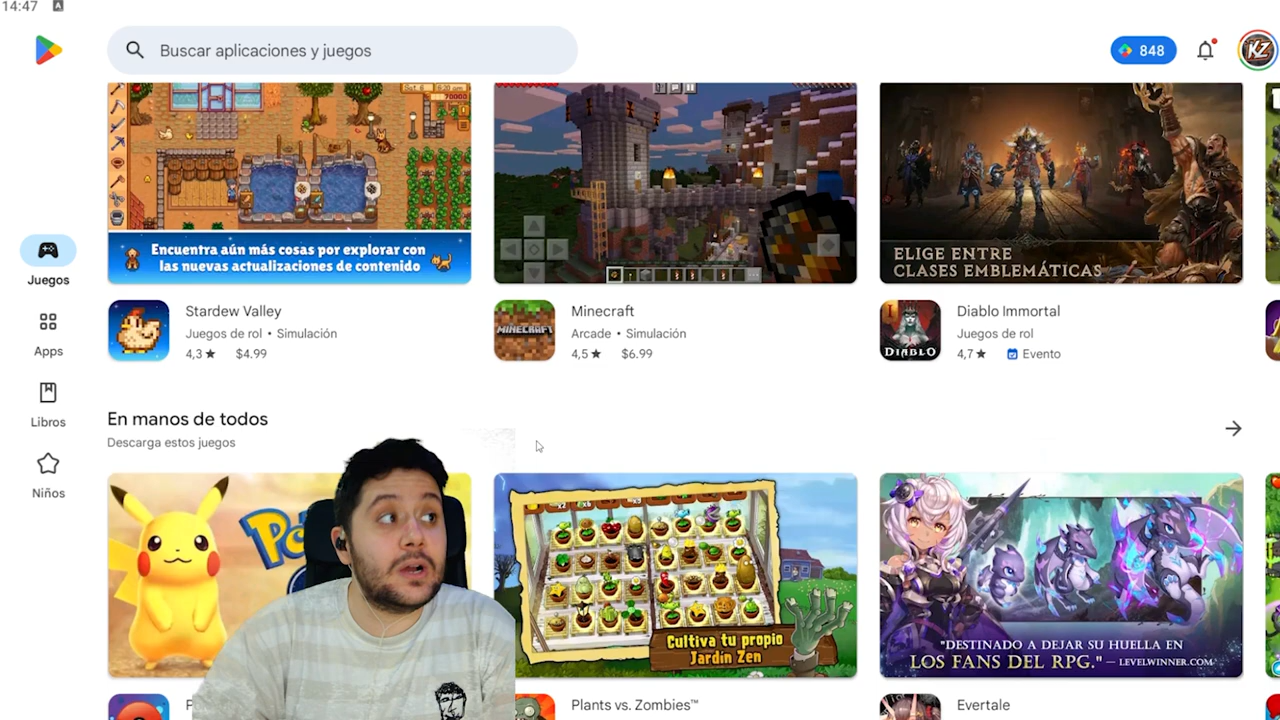 14:47
A
Buscar aplicaciones y juegos
848
KZ
Encuentra aún más cosas por explorar con
las nuevas actualizaciones de contenido
ELIGE ENTRE
CLASES EMBLEMÁTICAS
Juegos
Stardew Valley
Juegos de rol • Simulación
4,3 ★ $4.99
MINECRAFT
Minecraft
Arcade • Simulación
4,5 ★ $6.99
DIABLO
Diablo Immortal
Juegos de rol
4,7 ★ Evento
Apps
Libros
Niños
En manos de todos
Descarga estos juegos
Cultiva tu propio
Jardín Zen
"DESTINADO A DEJAR SU HUELLA EN
LOS FANS DEL RPG." — LEVELWINNER.COM
Plants vs. Zombies™
Evertale